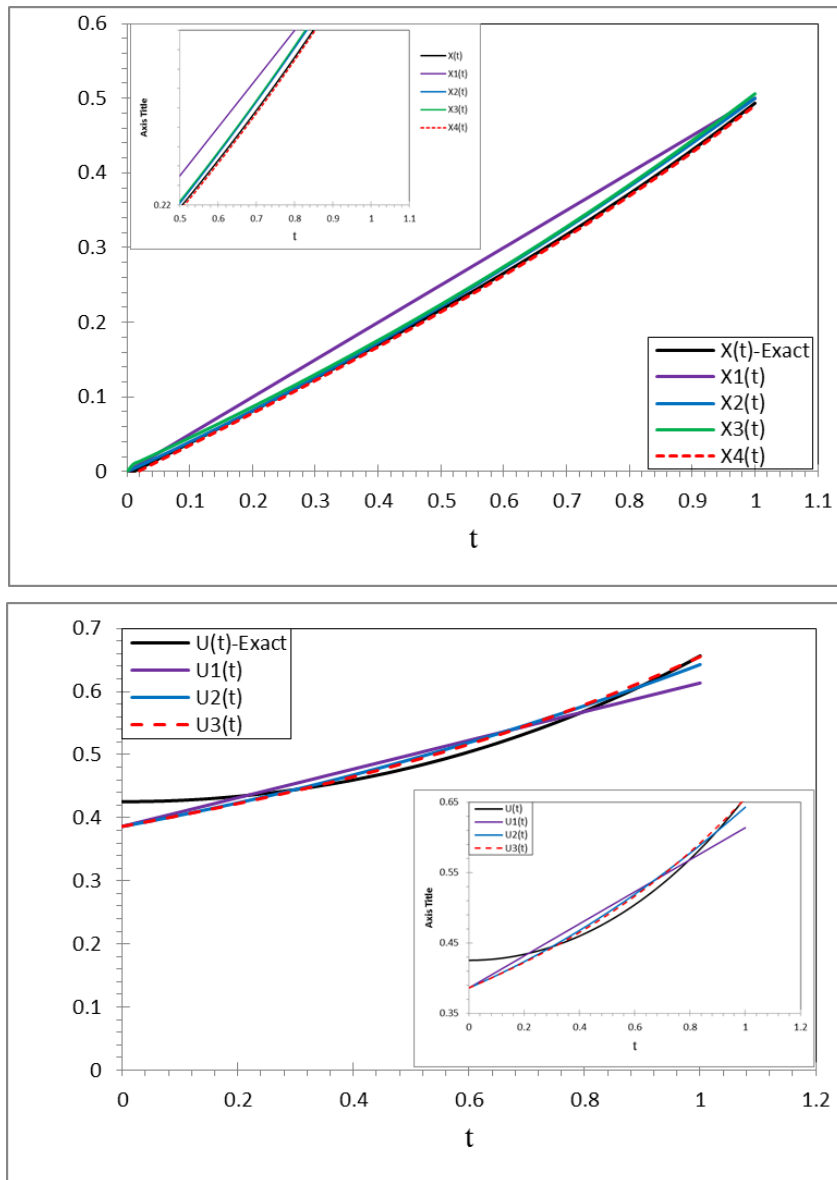 0.6
0.5
0.4
0.3
0.2
0.1
0
0 0.1 0.2 0.3 0.4 0.5 0.6 0.7 0.8 0.9 1 1.1
t
Axis Title
0.22
0.5 0.6 0.7 0.8 0.9 1 1.1
t
X(t)
X1(t)
X2(t)
X3(t)
X4(t)
X(t)-Exact
X1(t)
X2(t)
X3(t)
X4(t)
0.7
0.6
0.5
0.4
0.3
0.2
0.1
0
0 0.2 0.4 0.6 0.8 1 1.2
t
U(t)-Exact
U1(t)
U2(t)
U3(t)
Axis Title
0.65
0.55
0.45
0.35
0 0.2 0.4 0.6 0.8 1 1.2
t
U(t)
U1(t)
U2(t)
U3(t)